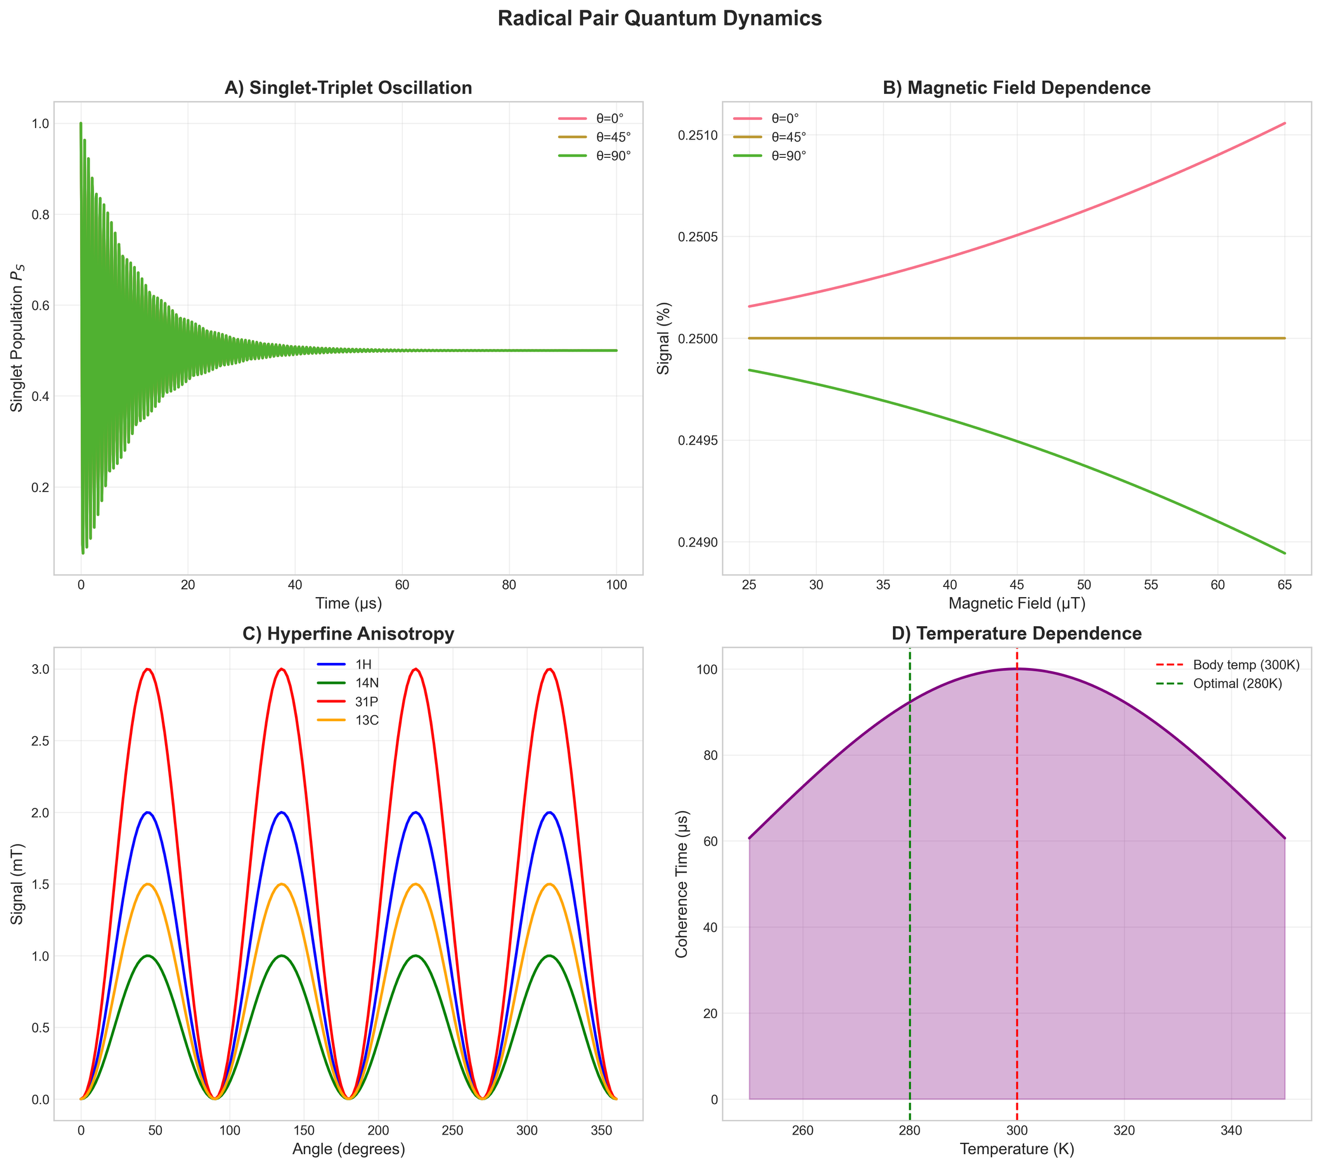 Radical Pair Quantum Dynamics
A) Singlet-Triplet Oscillation
θ=0°
θ=45°
θ=90°
1.0
0.8
0.6
0.4
0.2
Singlet Population P_S
0 20 40 60 80 100
Time (μs)
B) Magnetic Field Dependence
θ=0°
θ=45°
θ=90°
0.2510
0.2505
0.2500
0.2495
0.2490
Signal (%)
25 30 35 40 45 50 55 60 65
Magnetic Field (μT)
C) Hyperfine Anisotropy
1H
14N
31P
13C
3.0
2.5
2.0
1.5
1.0
0.5
0.0
Signal (mT)
0 50 100 150 200 250 300 350
Angle (degrees)
D) Temperature Dependence
Body temp (300K)
Optimal (280K)
100
80
60
40
20
0
Coherence Time (μs)
260 280 300 320 340
Temperature (K)